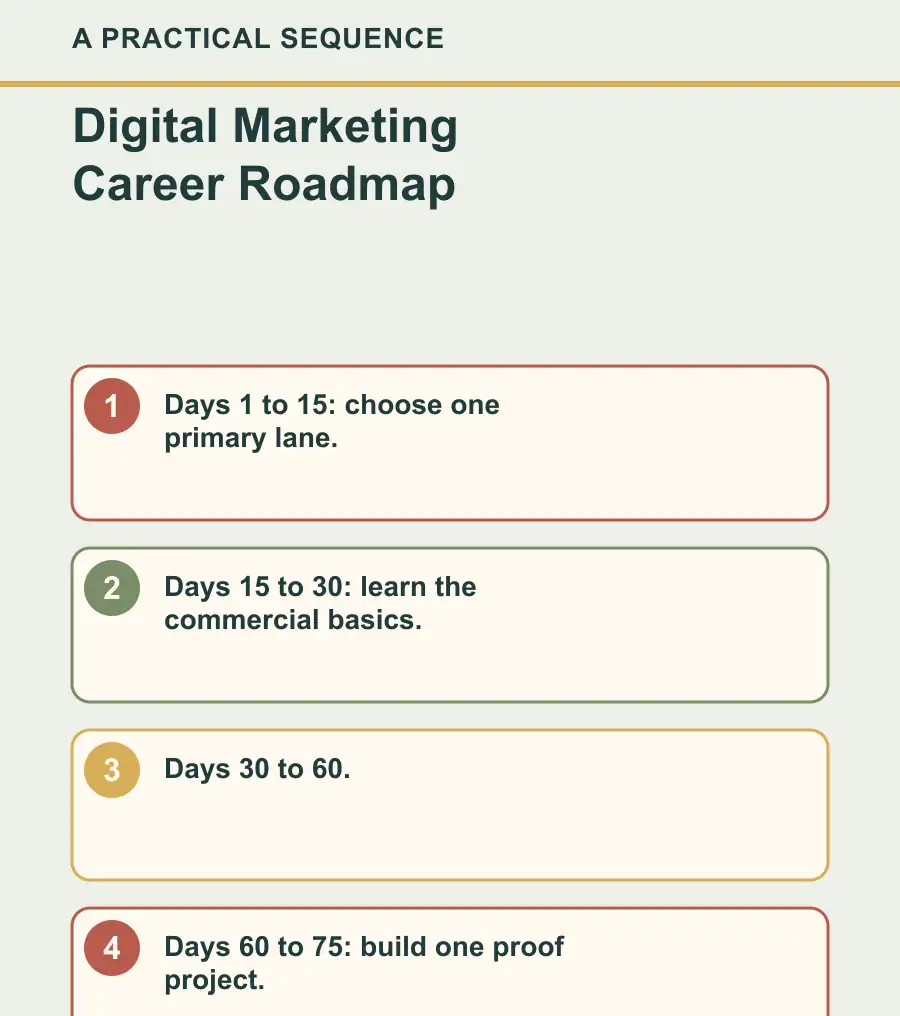 A PRACTICAL SEQUENCE
Digital Marketing
Career Roadmap
1
Days 1 to 15: choose one
primary lane.
2
Days 15 to 30: learn the
commercial basics.
3
Days 30 to 60.
4
Days 60 to 75: build one proof
project.